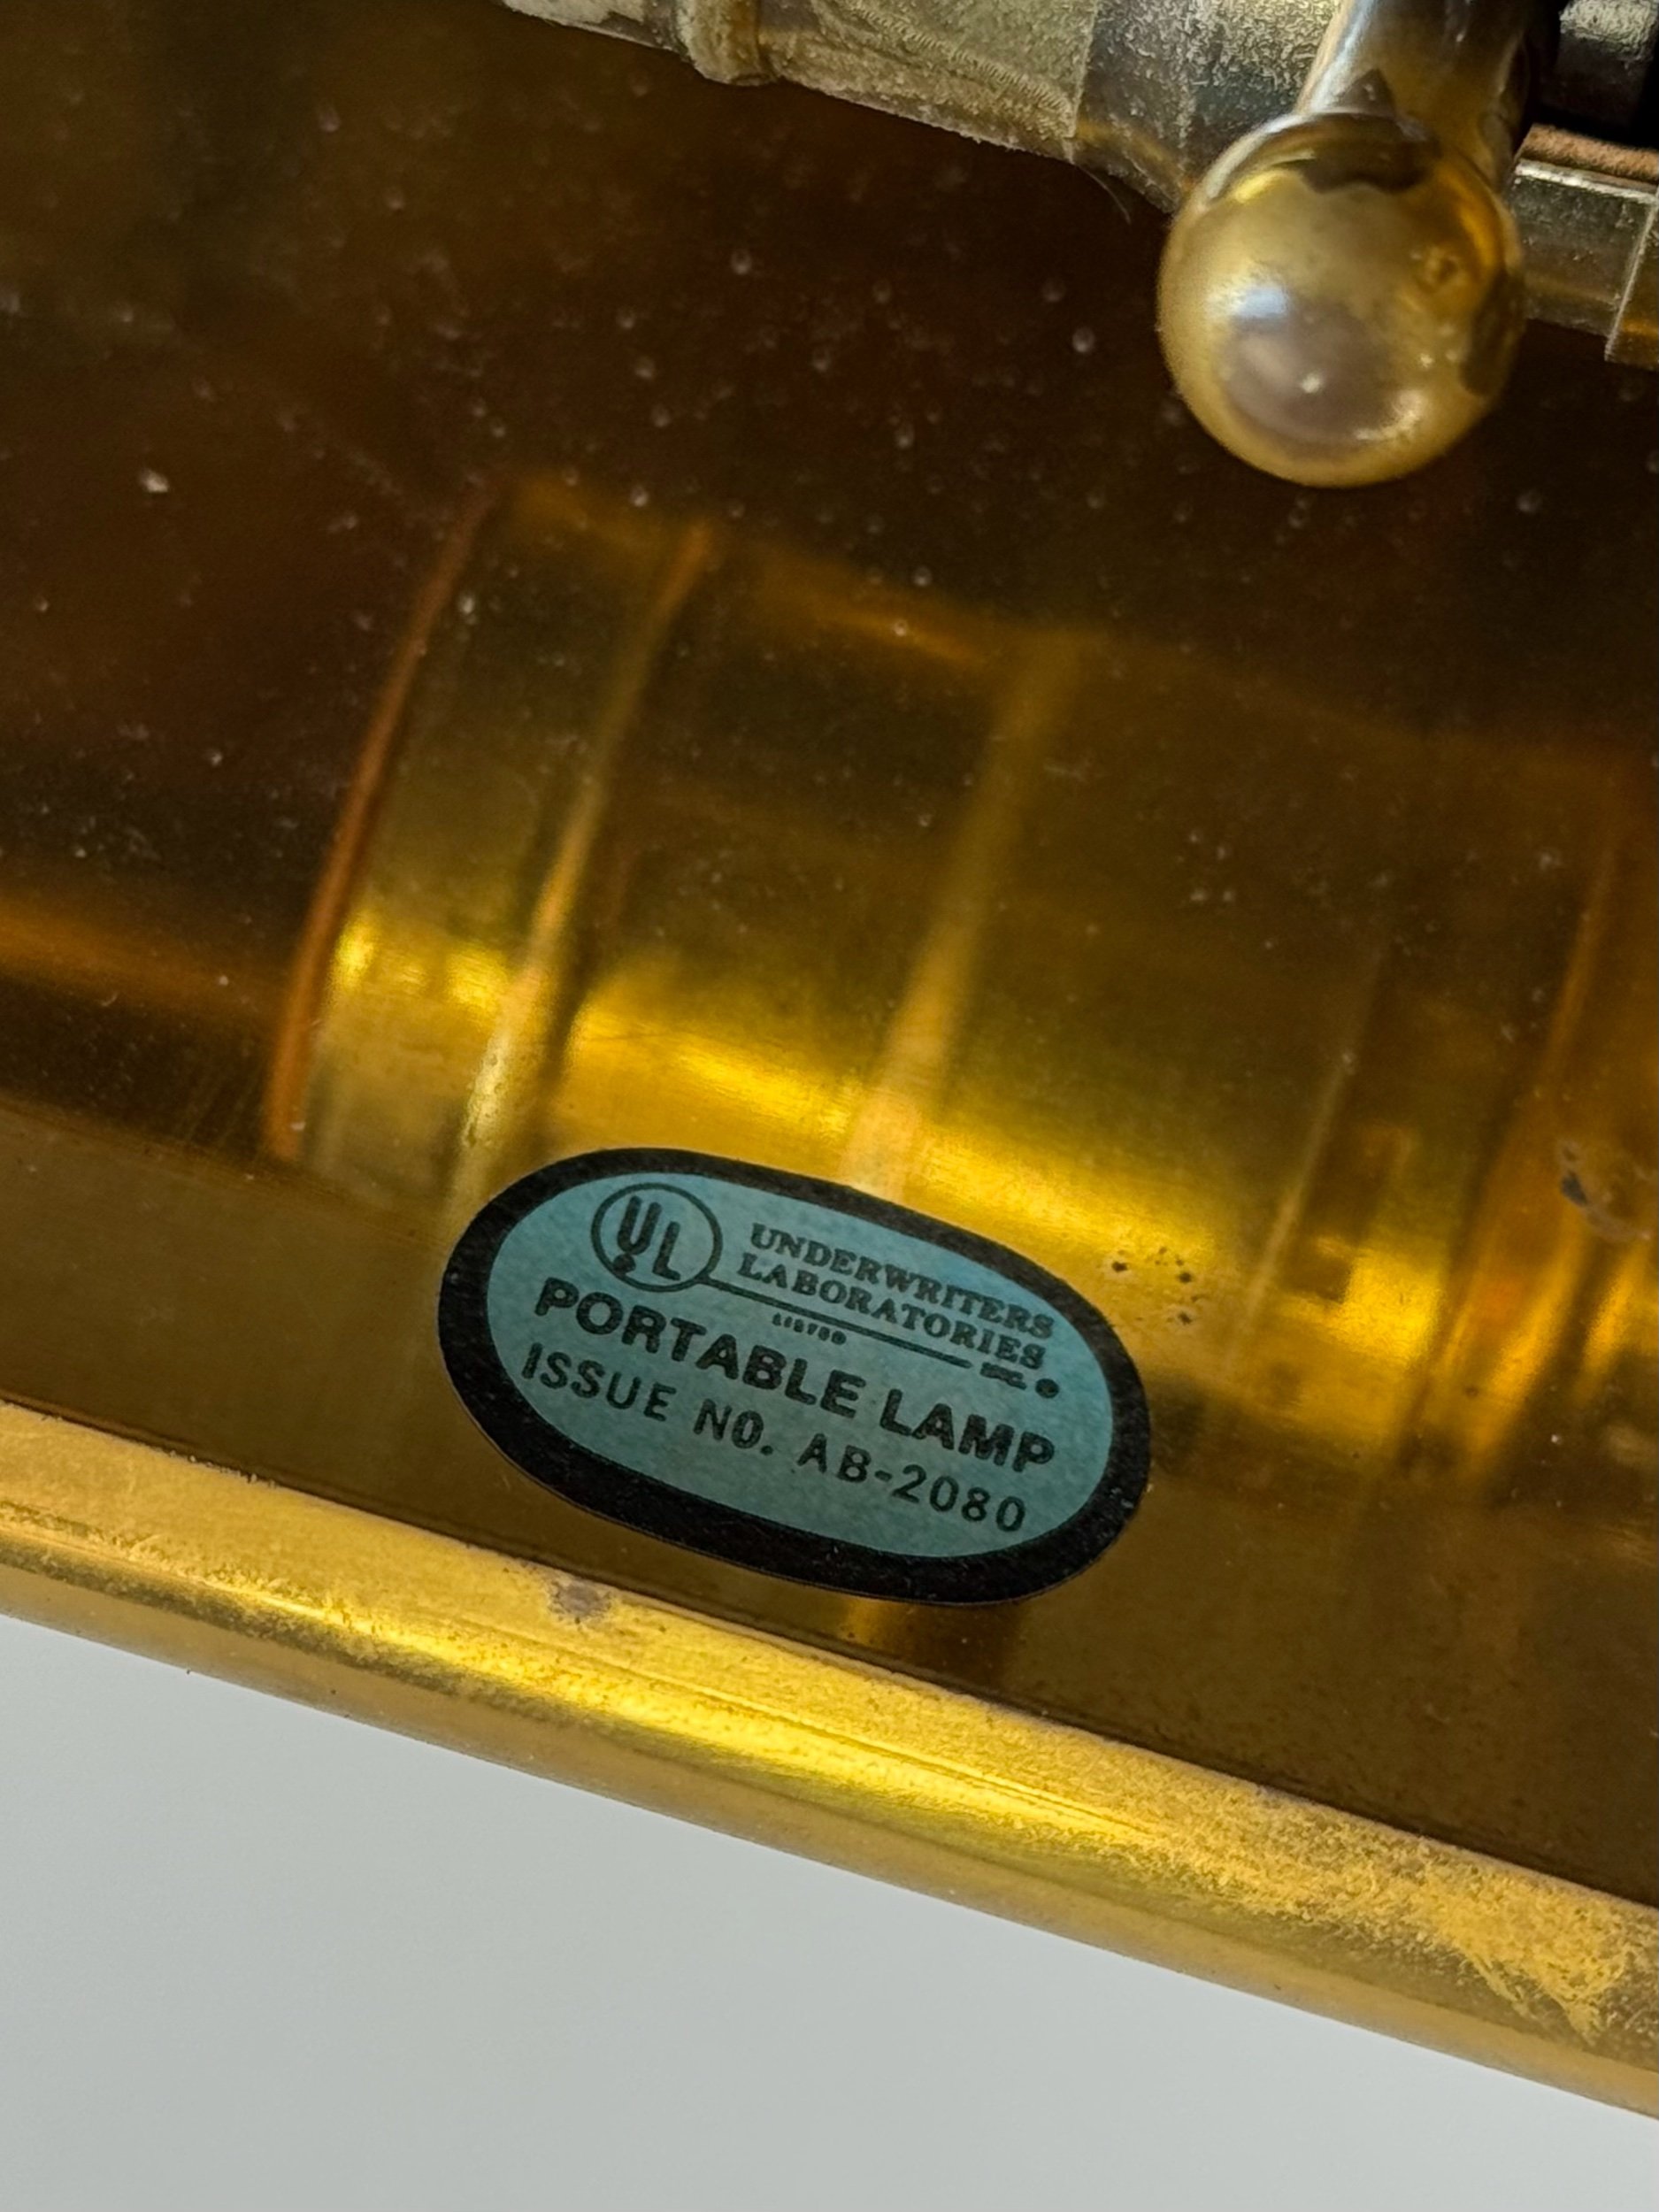 UL UNDERWRITERS
LABORATORIES
LISTED INC. ®
PORTABLE LAMP
ISSUE NO. AB-2080